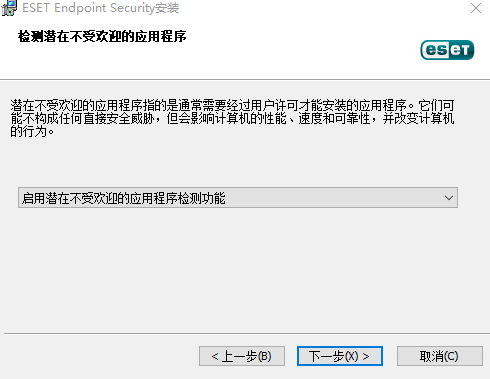 ESET Endpoint Security安装
检测潜在不受欢迎的应用程序
eset
潜在不受欢迎的应用程序指的是通常需要经过用户许可才能安装的应用程序。它们可
能不构成任何直接安全威胁，但会影响计算机的性能、速度和可靠性，并改变计算机
的行为。
启用潜在不受欢迎的应用程序检测功能
< 上一步(B)
下一步(X) >
取消(C)